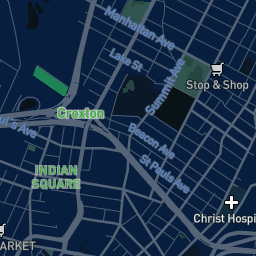 Manhattan Ave
Lake St
Summit Ave
Stop & Shop
Croxton
Beacon Ave
St Pauls Ave
INDIAN
SQUARE
Christ Hospi
ARKET